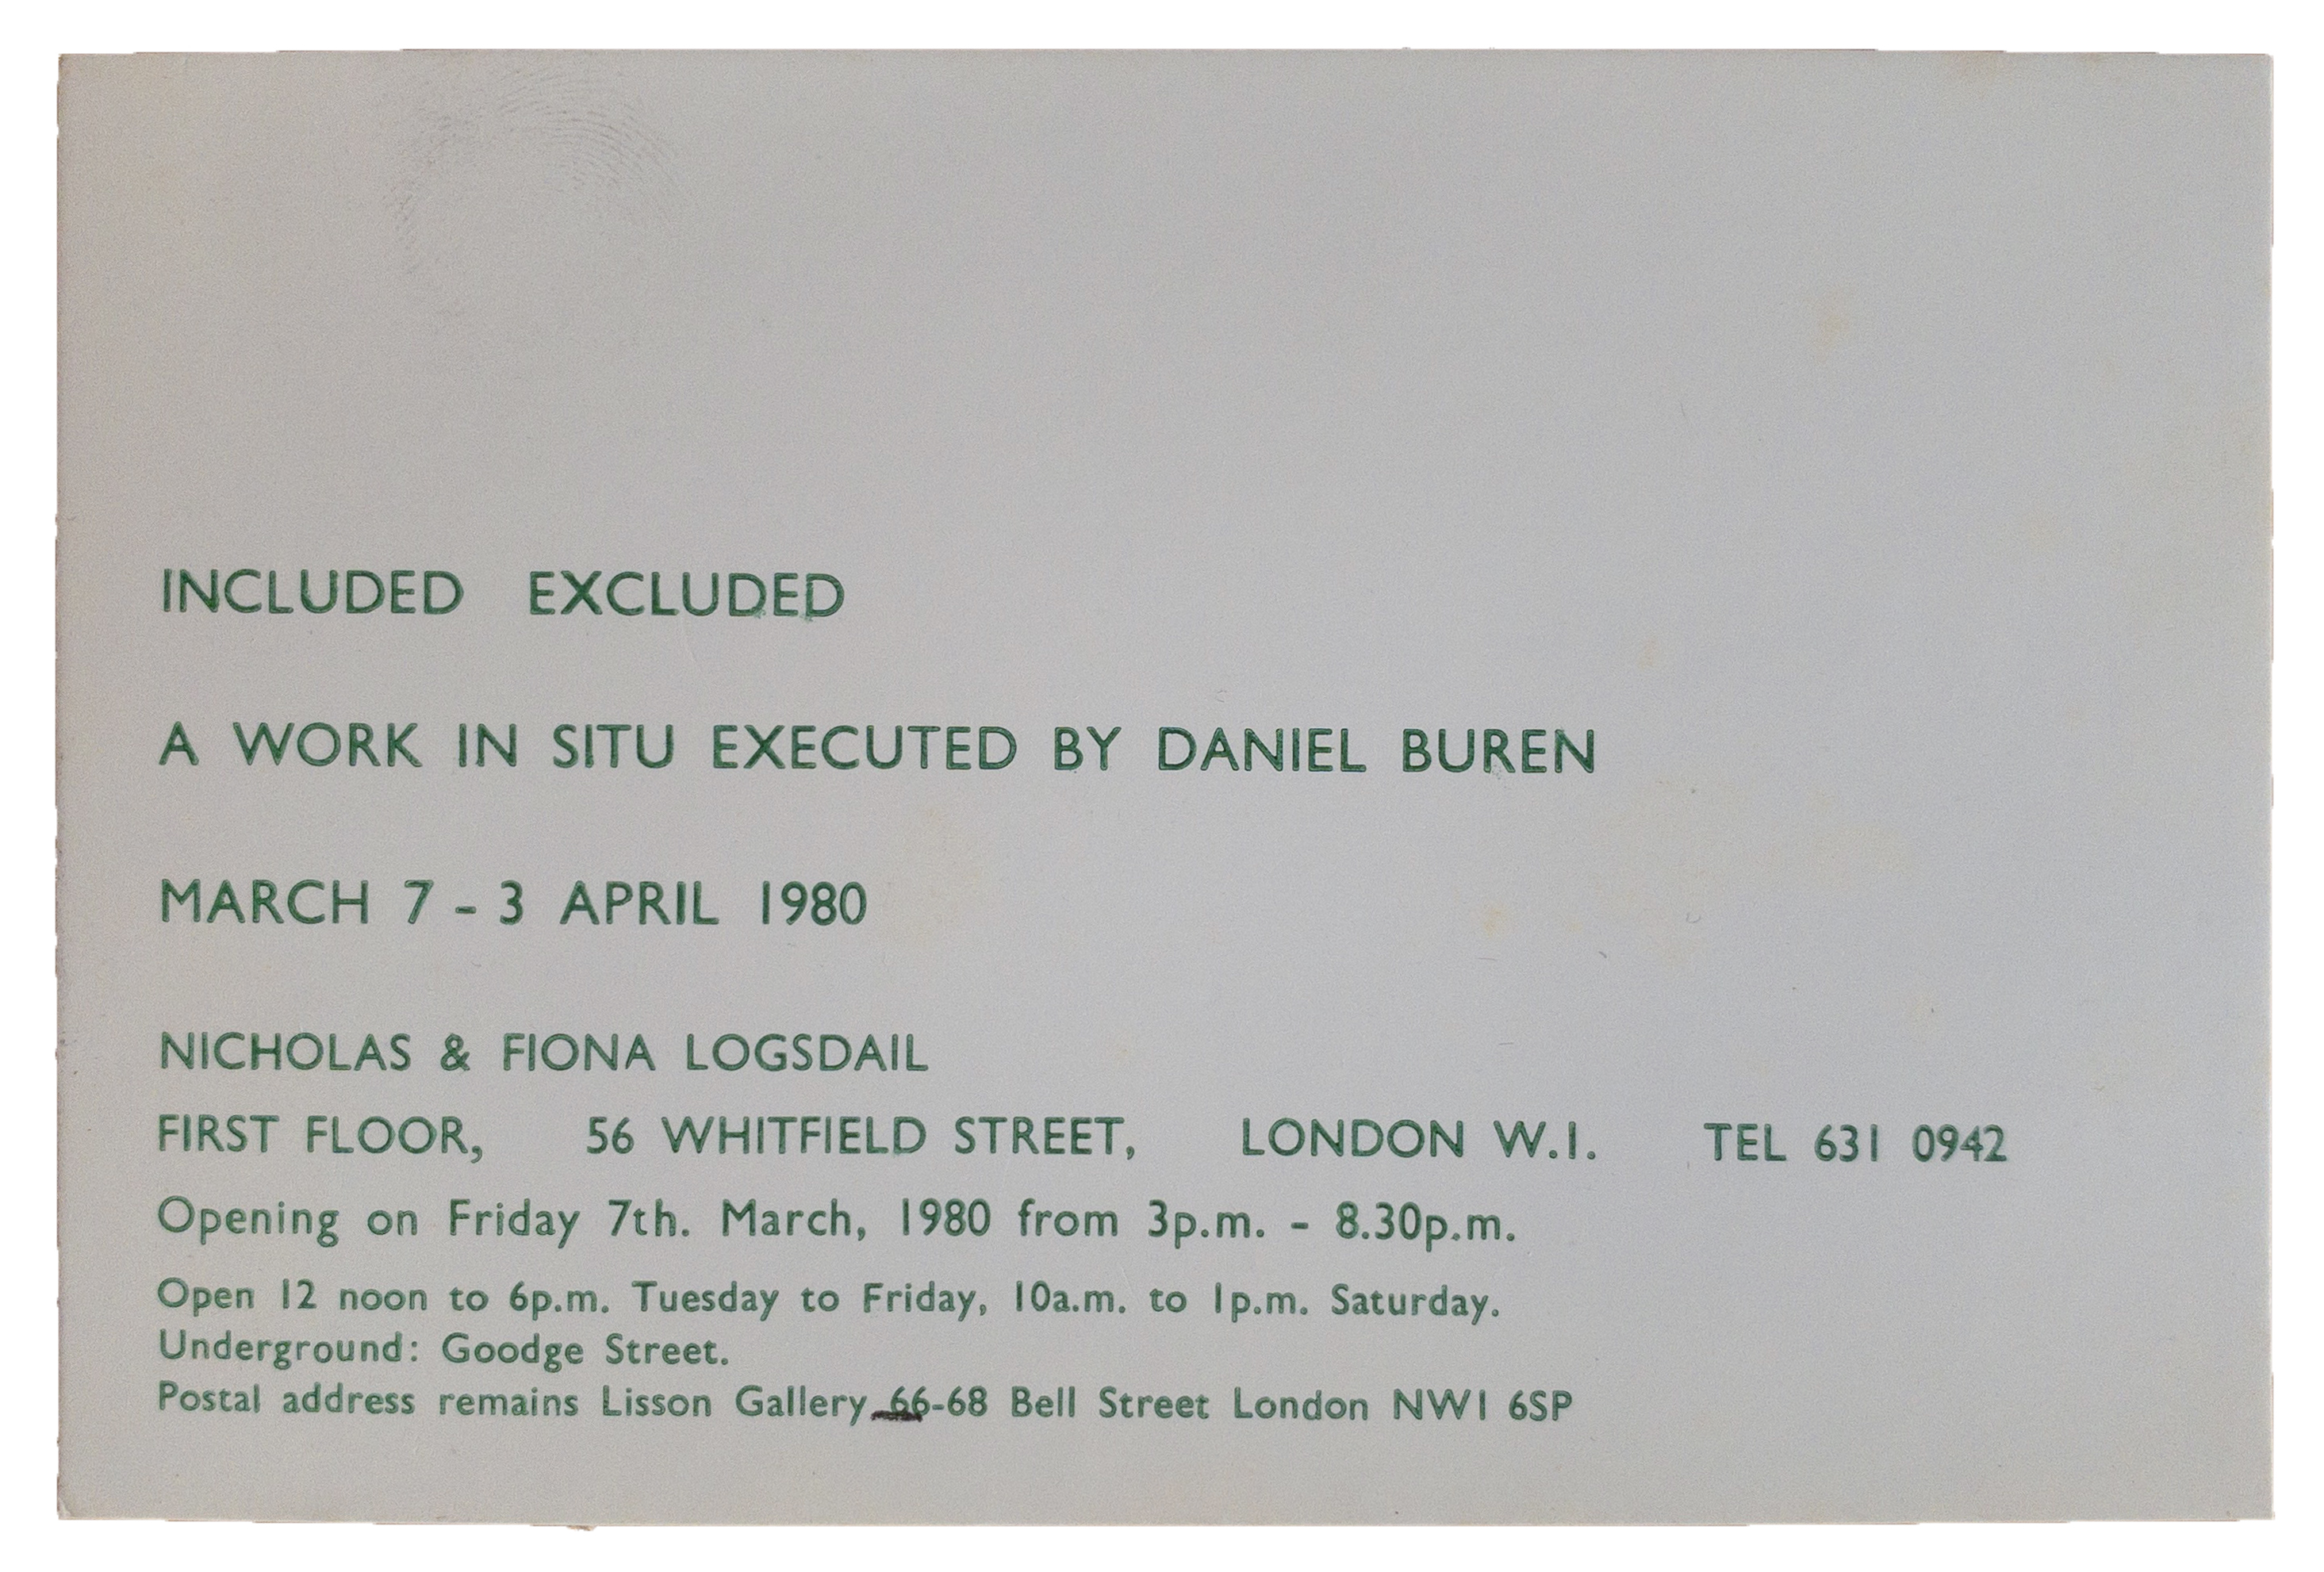 INCLUDED EXCLUDED
A WORK IN SITU EXECUTED BY DANIEL BUREN
MARCH 7 - 3 APRIL 1980
NICHOLAS & FIONA LOGSDAIL
FIRST FLOOR, 56 WHITFIELD STREET, LONDON W.I. TEL 631 0942
Opening on Friday 7th. March, 1980 from 3p.m. - 8.30p.m.
Open 12 noon to 6p.m. Tuesday to Friday, 10a.m. to 1p.m. Saturday.
Underground: Goodge Street.
Postal address remains Lisson Gallery 66-68 Bell Street London NW1 6SP